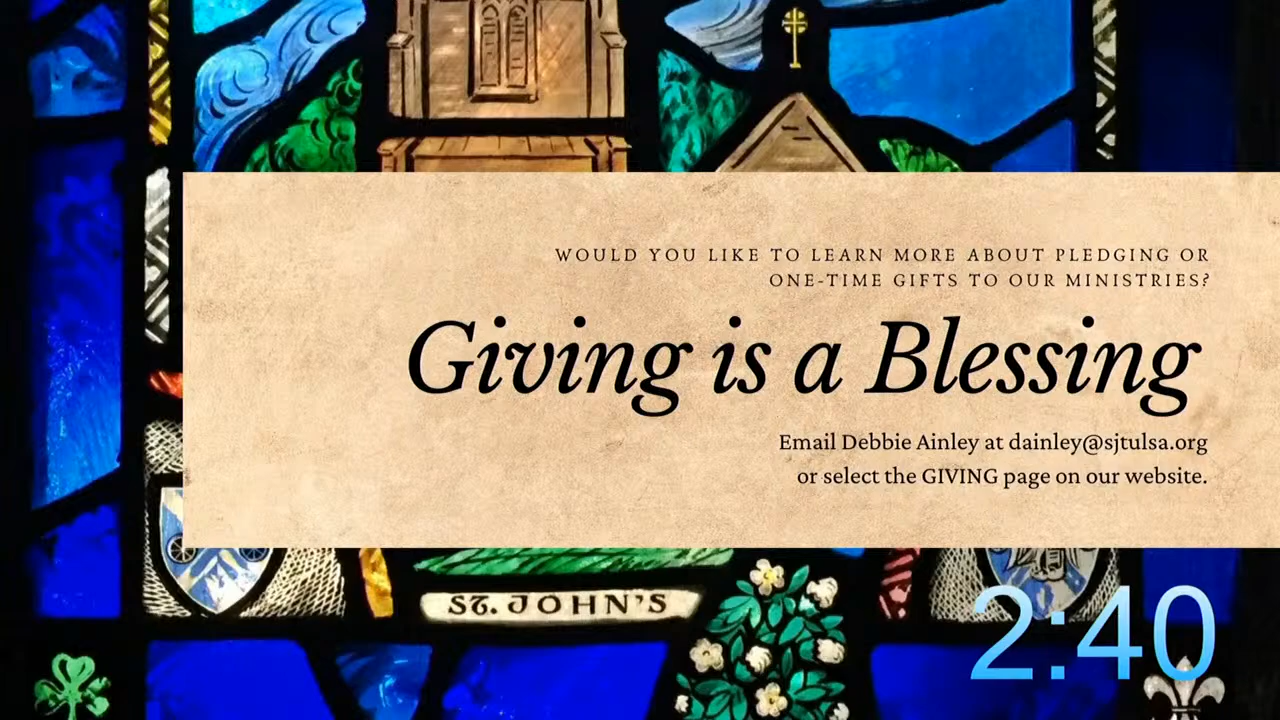 WOULD YOU LIKE TO LEARN MORE ABOUT PLEDGING OR
ONE-TIME GIFTS TO OUR MINISTRIES?
Giving is a Blessing
Email Debbie Ainley at dainley@sjtulsa.org
or select the GIVING page on our website.
ST. JOHN'S
2:40